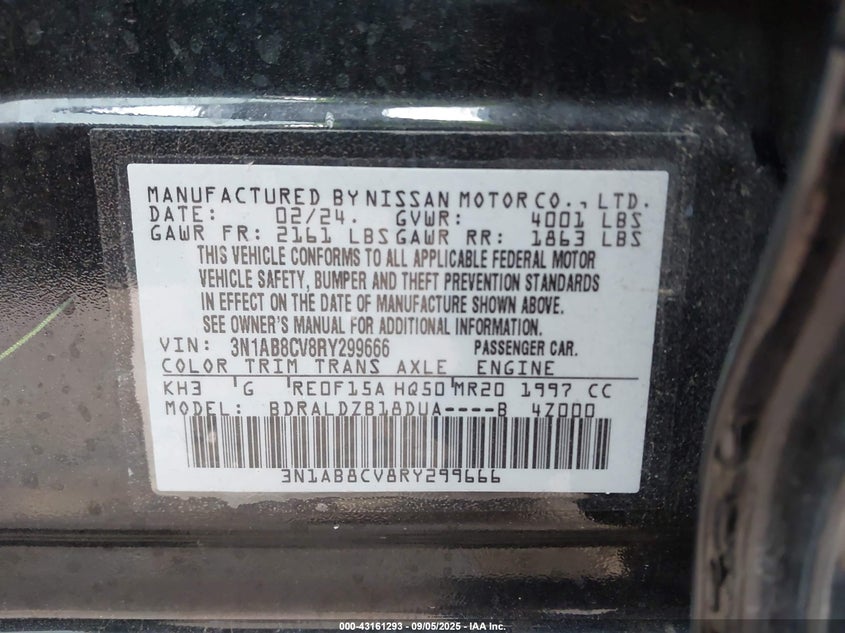 MANUFACTURED BY NISSAN MOTOR CO., LTD.
DATE: 02/24. GVWR: 4001 LBS
GAWR FR: 2161 LBS GAWR RR: 1863 LBS
THIS VEHICLE CONFORMS TO ALL APPLICABLE FEDERAL MOTOR
VEHICLE SAFETY, BUMPER AND THEFT PREVENTION STANDARDS
IN EFFECT ON THE DATE OF MANUFACTURE SHOWN ABOVE.
SEE OWNER'S MANUAL FOR ADDITIONAL INFORMATION.
VIN: 3N1AB8CV8RY299666 PASSENGER CAR.
COLOR TRIM TRANS AXLE ENGINE
KH3 G RE0F15A HQ50 MR20 1997 CC
MODEL: BDRALDZB18DUA----B 4Z000
3N1AB8CV8RY299666
000-43161293 - 09/05/2025 - IAA Inc.